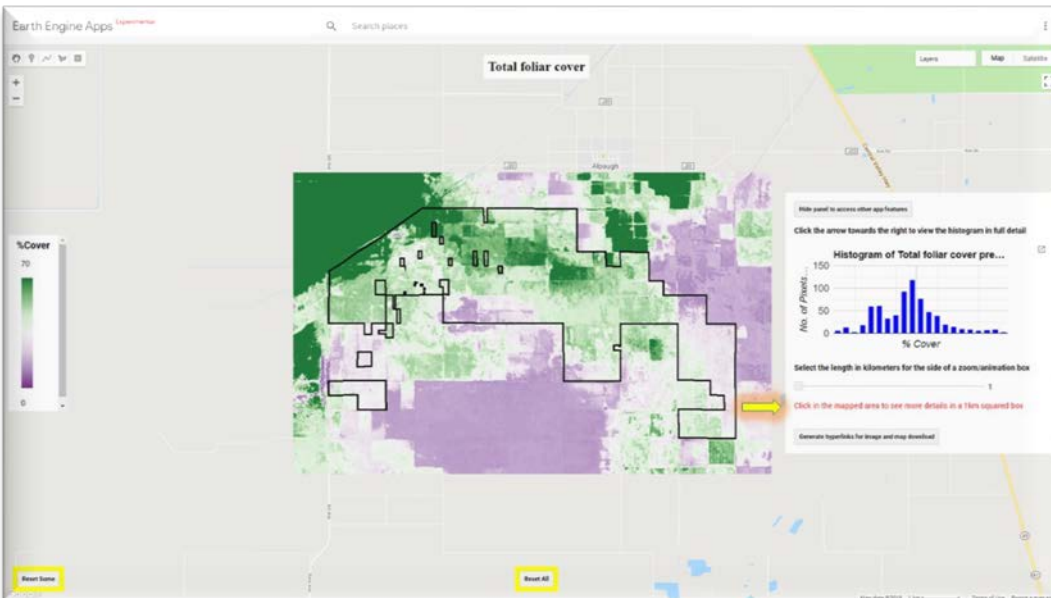 Earth Engine Apps Experimental
Search places
Layers
Map
Satellite
Total foliar cover
Alpaugh
Central Valley Hwy
%Cover
70
0
Hide panel to access other app features
Click the arrow towards the right to view the histogram in full detail
Histogram of Total foliar cover pre...
No. of Pixels...
150
100
50
0
% Cover
Select the length in kilometers for the side of a zoom/animation box
1
Click in the mapped area to see more details in a 1km squared box
Generate hyperlinks for image and map download
Reset Some
Reset All